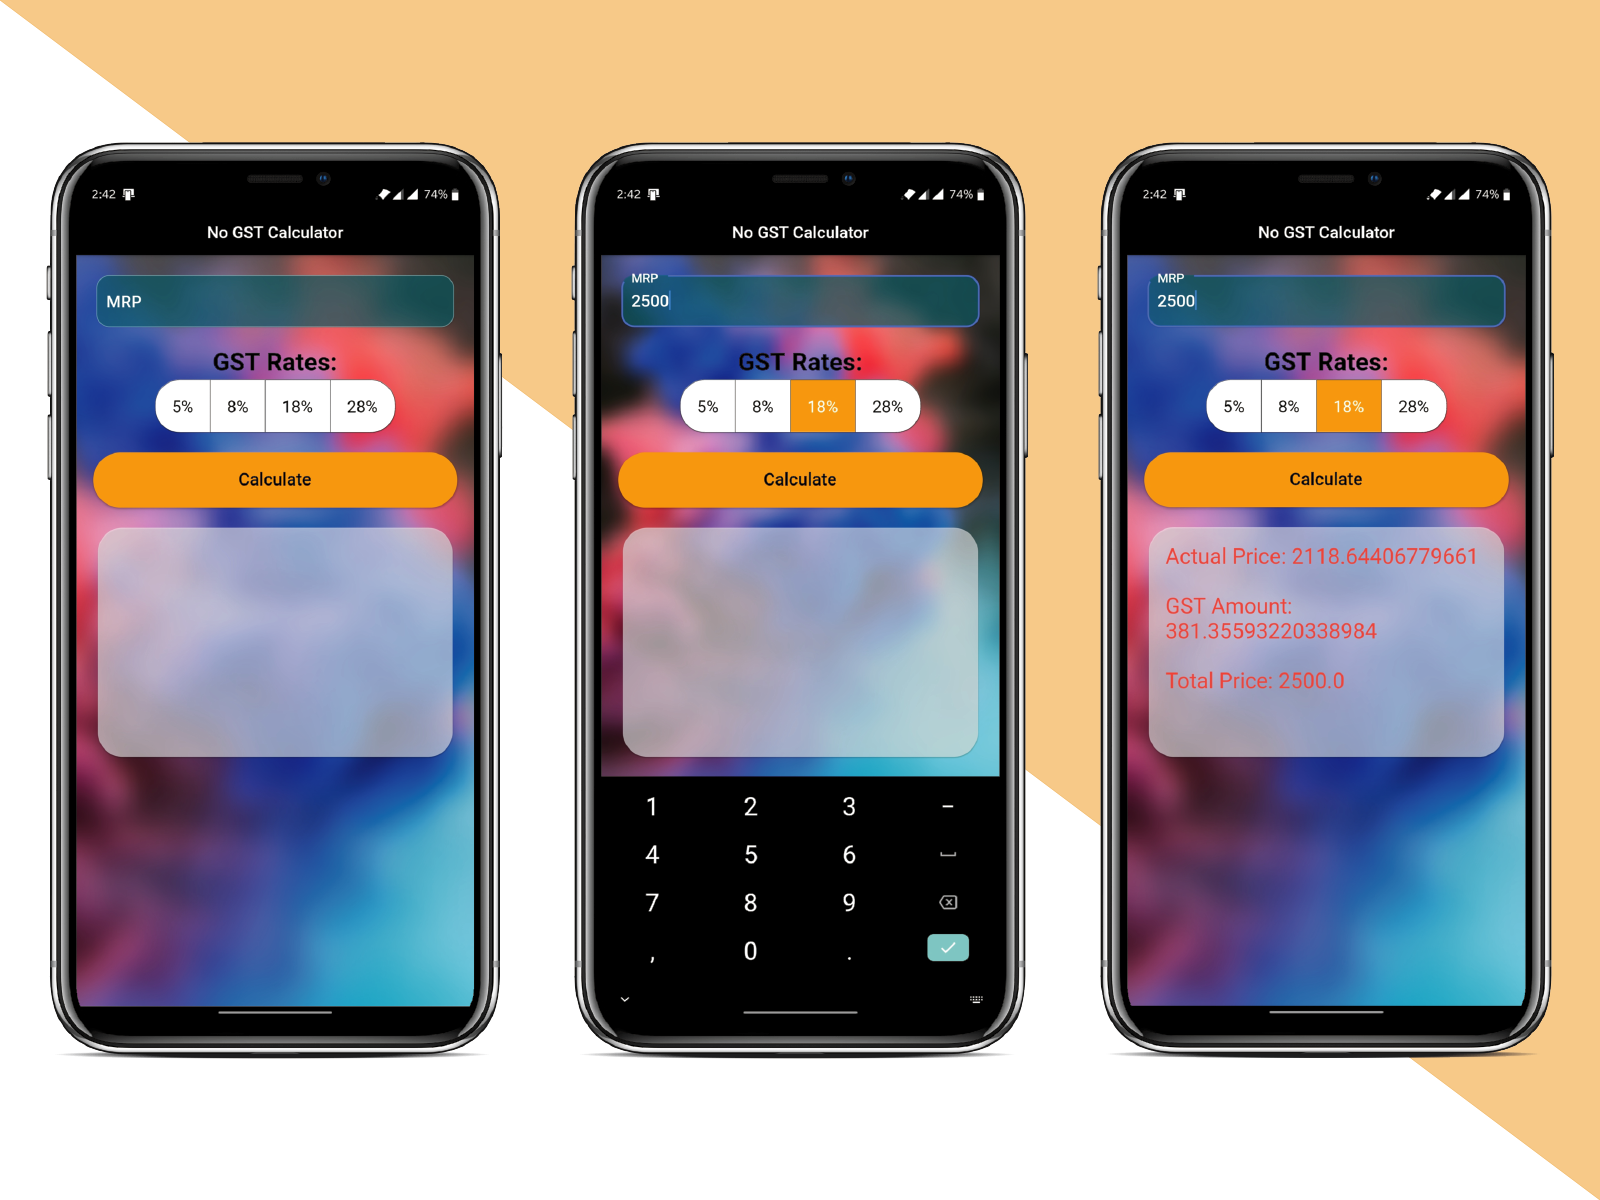 2:42 74%
No GST Calculator
MRP
GST Rates:
5% 8% 18% 28%
Calculate
2:42 74%
No GST Calculator
MRP
2500
GST Rates:
5% 8% 18% 28%
Calculate
1 2 3 –
4 5 6
7 8 9
, 0 .
2:42 74%
No GST Calculator
MRP
2500
GST Rates:
5% 8% 18% 28%
Calculate
Actual Price: 2118.64406779661
GST Amount:
381.35593220338984
Total Price: 2500.0